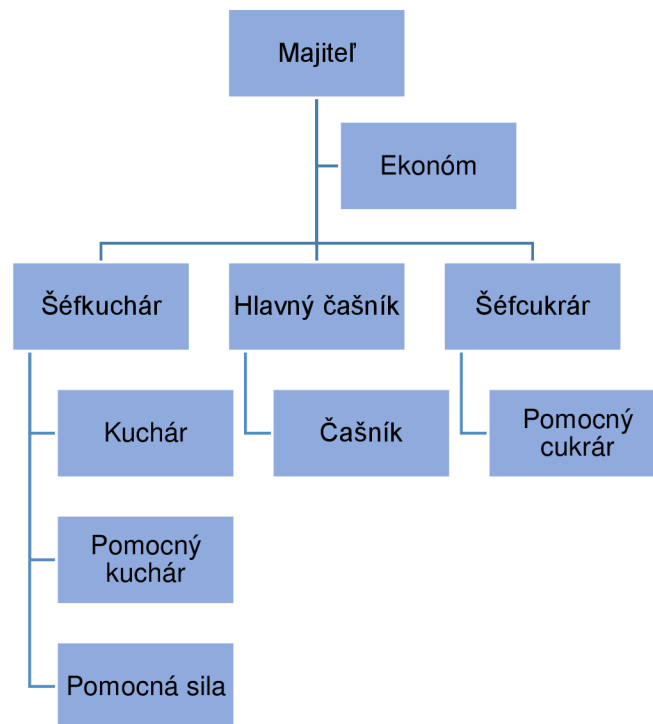 Majiteľ
Ekonóm
Šéfkuchár
Hlavný čašník
Šéfcukrár
Kuchár
Čašník
Pomocný
cukrár
Pomocný
kuchár
Pomocná sila